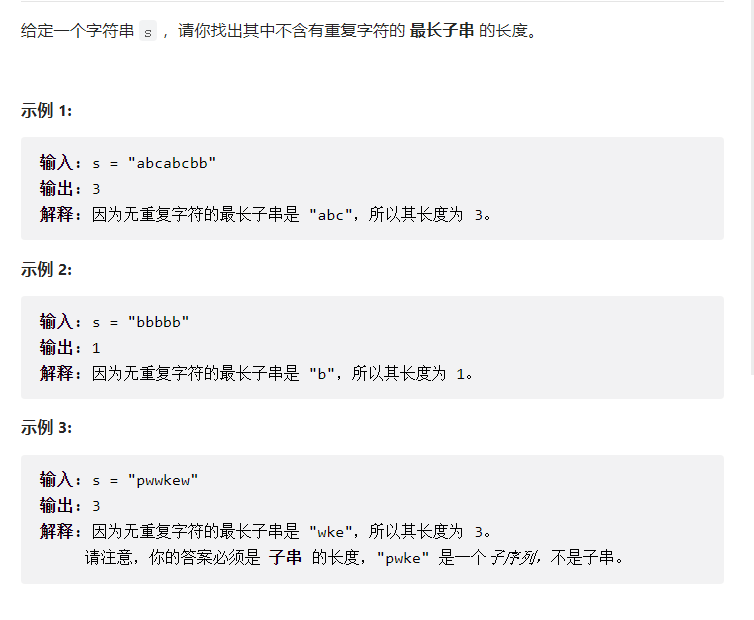 给定一个字符串 s ，请你找出其中不含有重复字符的 最长子串 的长度。
示例 1:
输入: s = "abcabcbb"
输出: 3
解释: 因为无重复字符的最长子串是 "abc"，所以其长度为 3。
示例 2:
输入: s = "bbbbb"
输出: 1
解释: 因为无重复字符的最长子串是 "b"，所以其长度为 1。
示例 3:
输入: s = "pwwkew"
输出: 3
解释: 因为无重复字符的最长子串是 "wke"，所以其长度为 3。
请注意，你的答案必须是 子串 的长度，"pwke" 是一个子序列，不是子串。